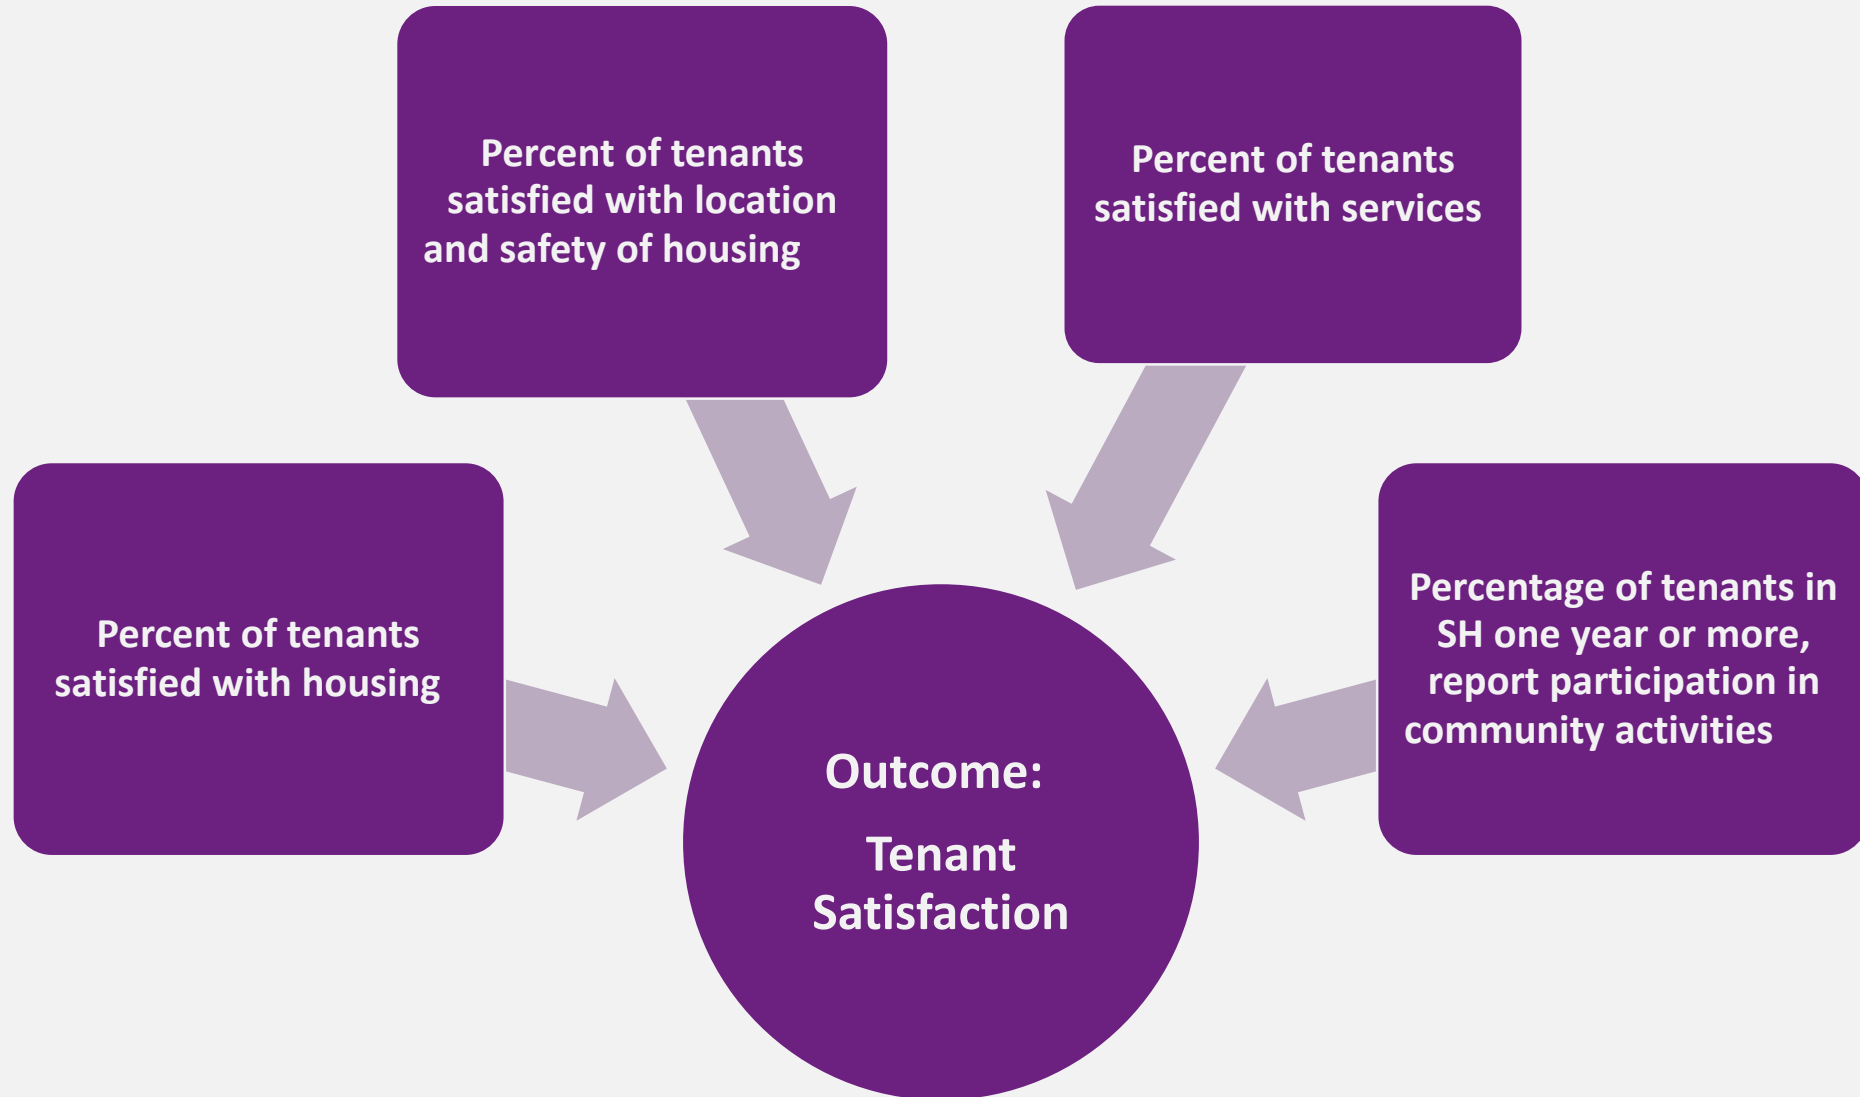 Percent of tenants
satisfied with location
and safety of housing
Percent of tenants
satisfied with services
Percent of tenants
satisfied with housing
Percentage of tenants in
SH one year or more,
report participation in
community activities
Outcome:
Tenant
Satisfaction